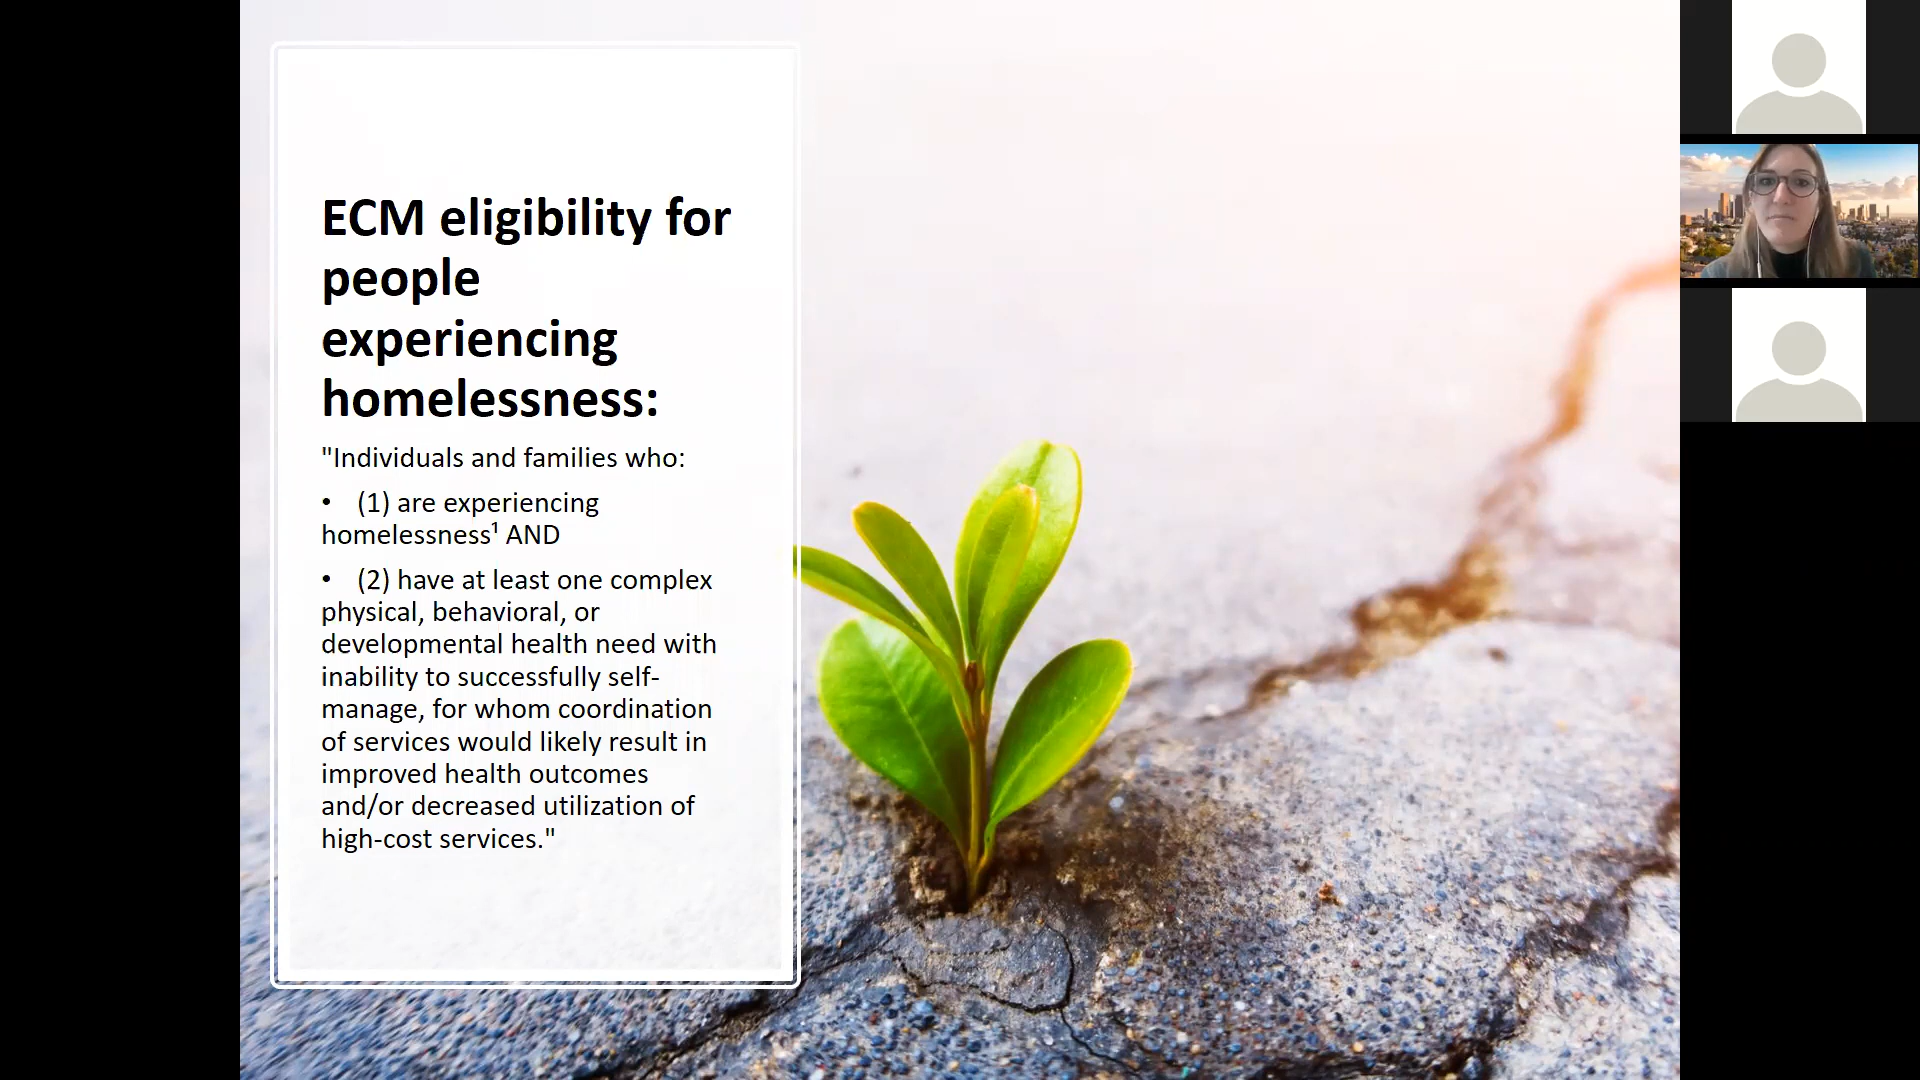 ECM eligibility for
people
experiencing
homelessness:
"Individuals and families who:
• (1) are experiencing
homelessness¹ AND
• (2) have at least one complex
physical, behavioral, or
developmental health need with
inability to successfully self-
manage, for whom coordination
of services would likely result in
improved health outcomes
and/or decreased utilization of
high-cost services."